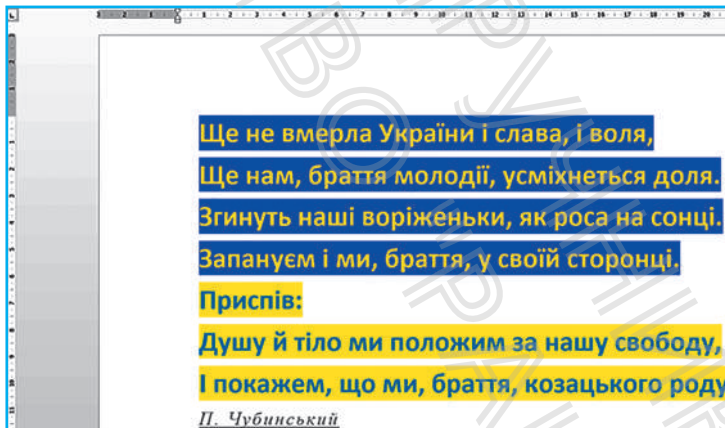 Ще не вмерла України і слава, і воля,
Ще нам, браття молодії, усміхнеться доля.
Згинуть наші воріженьки, як роса на сонці.
Запануєм і ми, браття, у своїй сторонці.
Приспів:
Душу й тіло ми положим за нашу свободу,
І покажем, що ми, браття, козацького роду
П. Чубинський